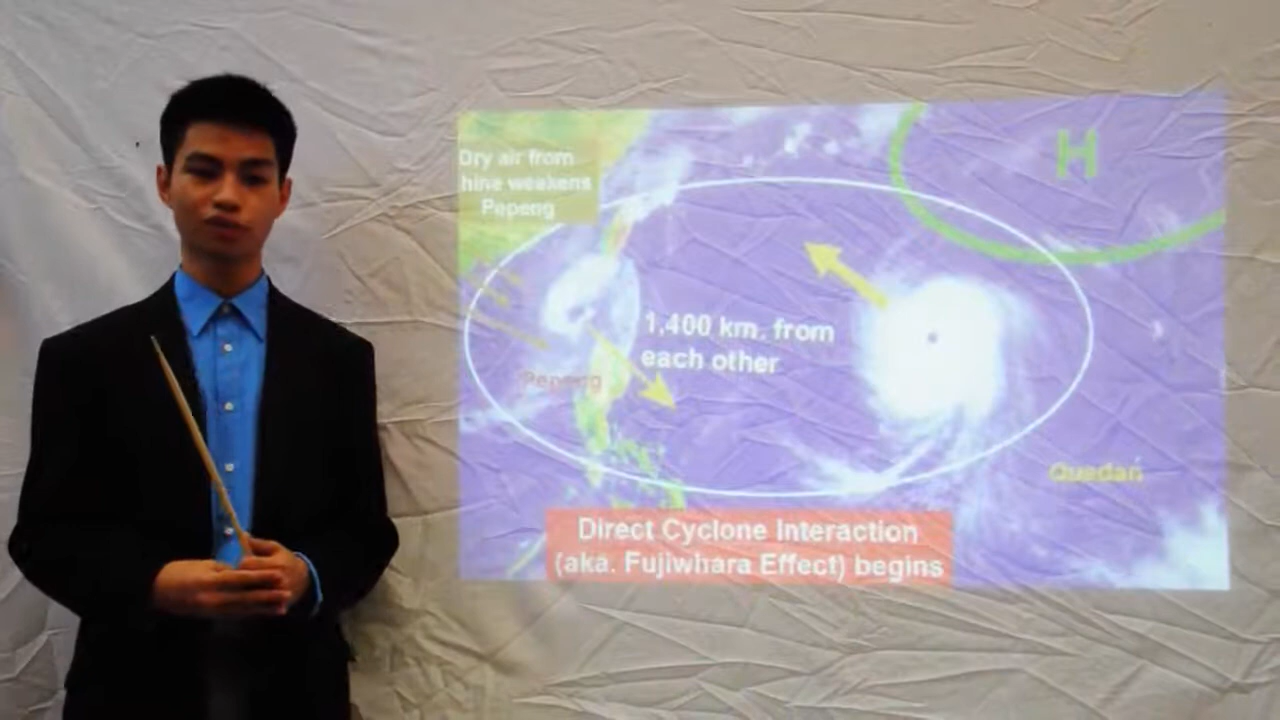 Dry air from
hine weakens
Pepeng
H
1,400 km. from
each other
Pepeng
Quedan
Direct Cyclone Interaction
(aka. Fujiwhara Effect) begins